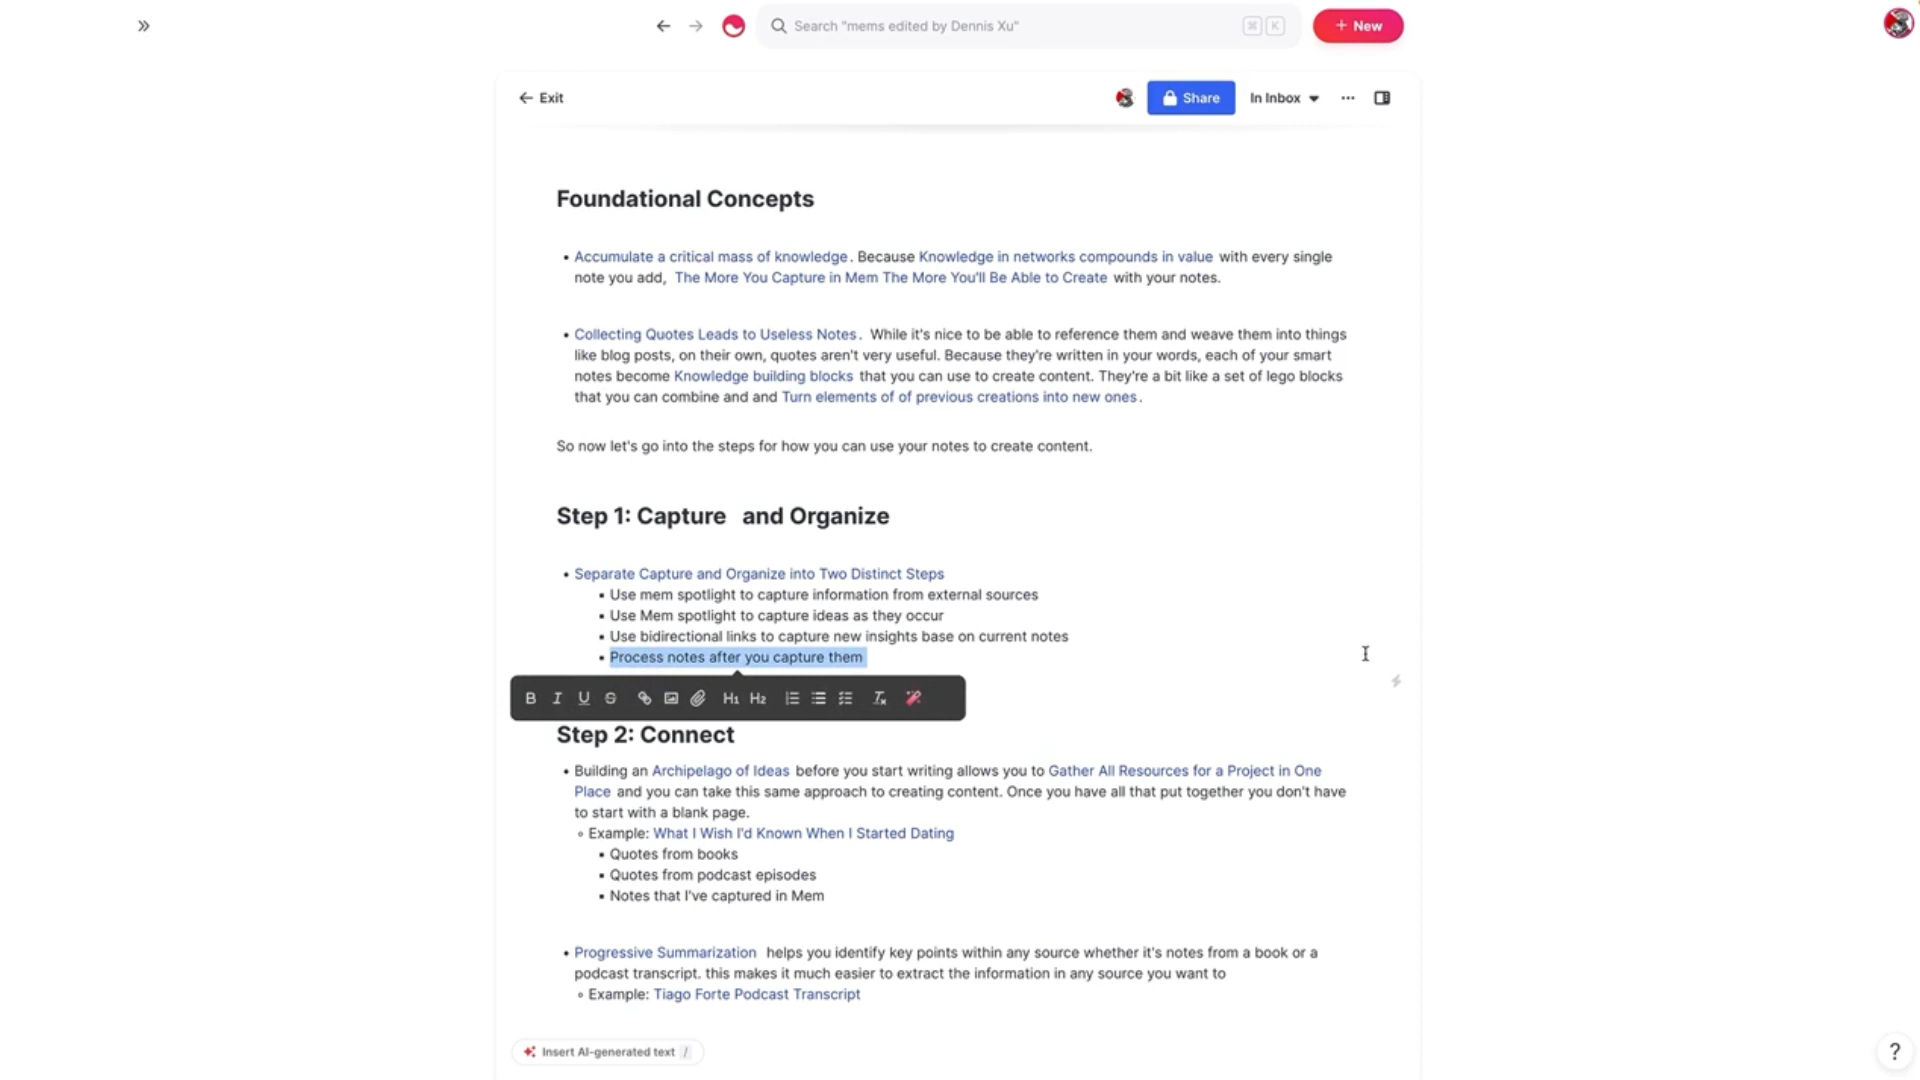 Search "mems edited by Dennis Xu"
⌘ K
+ New
Exit
Share
In Inbox
Foundational Concepts
• Accumulate a critical mass of knowledge. Because Knowledge in networks compounds in value with every single
note you add, The More You Capture in Mem The More You'll Be Able to Create with your notes.
• Collecting Quotes Leads to Useless Notes. While it's nice to be able to reference them and weave them into things
like blog posts, on their own, quotes aren't very useful. Because they're written in your words, each of your smart
notes become Knowledge building blocks that you can use to create content. They're a bit like a set of lego blocks
that you can combine and and Turn elements of of previous creations into new ones.
So now let's go into the steps for how you can use your notes to create content.
Step 1: Capture and Organize
• Separate Capture and Organize into Two Distinct Steps
▪ Use mem spotlight to capture information from external sources
▪ Use Mem spotlight to capture ideas as they occur
▪ Use bidirectional links to capture new insights base on current notes
▪ Process notes after you capture them
B I U S H1 H2
Step 2: Connect
• Building an Archipelago of Ideas before you start writing allows you to Gather All Resources for a Project in One
Place and you can take this same approach to creating content. Once you have all that put together you don't have
to start with a blank page.
◦ Example: What I Wish I'd Known When I Started Dating
▪ Quotes from books
▪ Quotes from podcast episodes
▪ Notes that I've captured in Mem
• Progressive Summarization helps you identify key points within any source whether it's notes from a book or a
podcast transcript. this makes it much easier to extract the information in any source you want to
◦ Example: Tiago Forte Podcast Transcript
Insert AI-generated text /
?